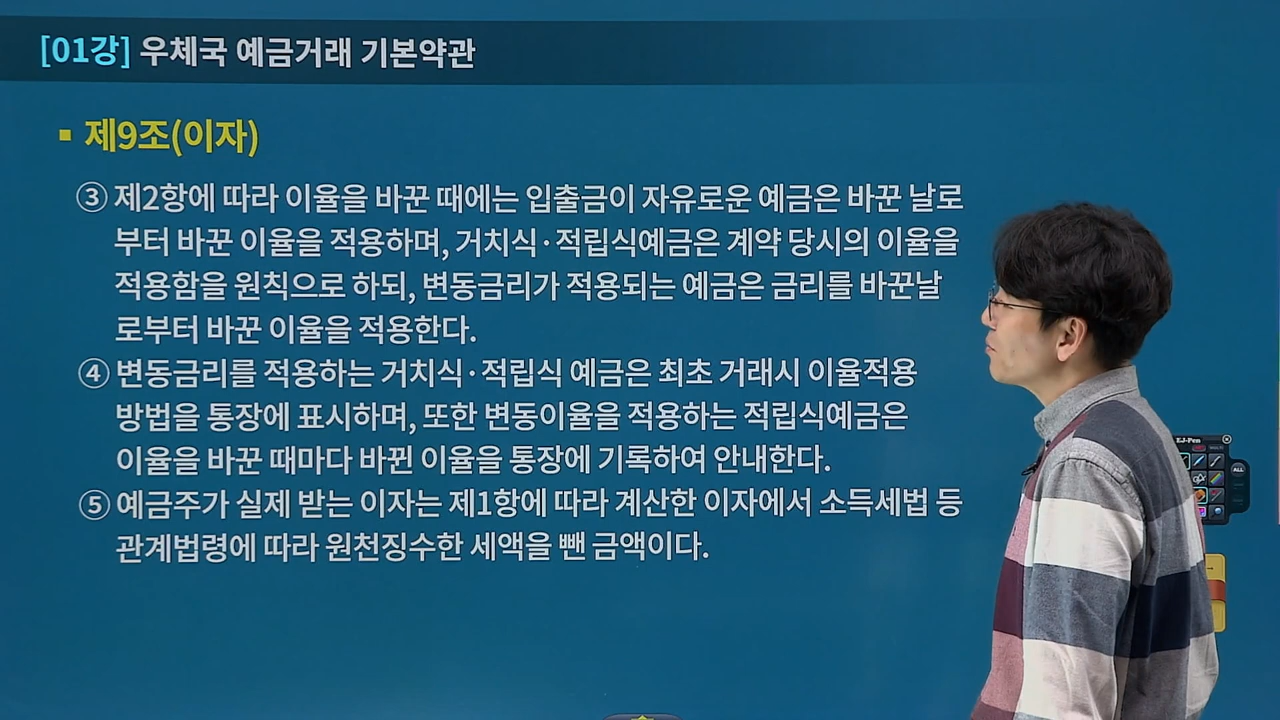 [01강] 우체국 예금거래 기본약관
▪ 제9조(이자)
③ 제2항에 따라 이율을 바꾼 때에는 입출금이 자유로운 예금은 바꾼 날로
부터 바꾼 이율을 적용하며, 거치식·적립식예금은 계약 당시의 이율을
적용함을 원칙으로 하되, 변동금리가 적용되는 예금은 금리를 바꾼날
로부터 바꾼 이율을 적용한다.
④ 변동금리를 적용하는 거치식·적립식 예금은 최초 거래시 이율적용
방법을 통장에 표시하며, 또한 변동이율을 적용하는 적립식예금은
이율을 바꾼 때마다 바뀐 이율을 통장에 기록하여 안내한다.
⑤ 예금주가 실제 받는 이자는 제1항에 따라 계산한 이자에서 소득세법 등
관계법령에 따라 원천징수한 세액을 뺀 금액이다.
EJ-Pen
ALL